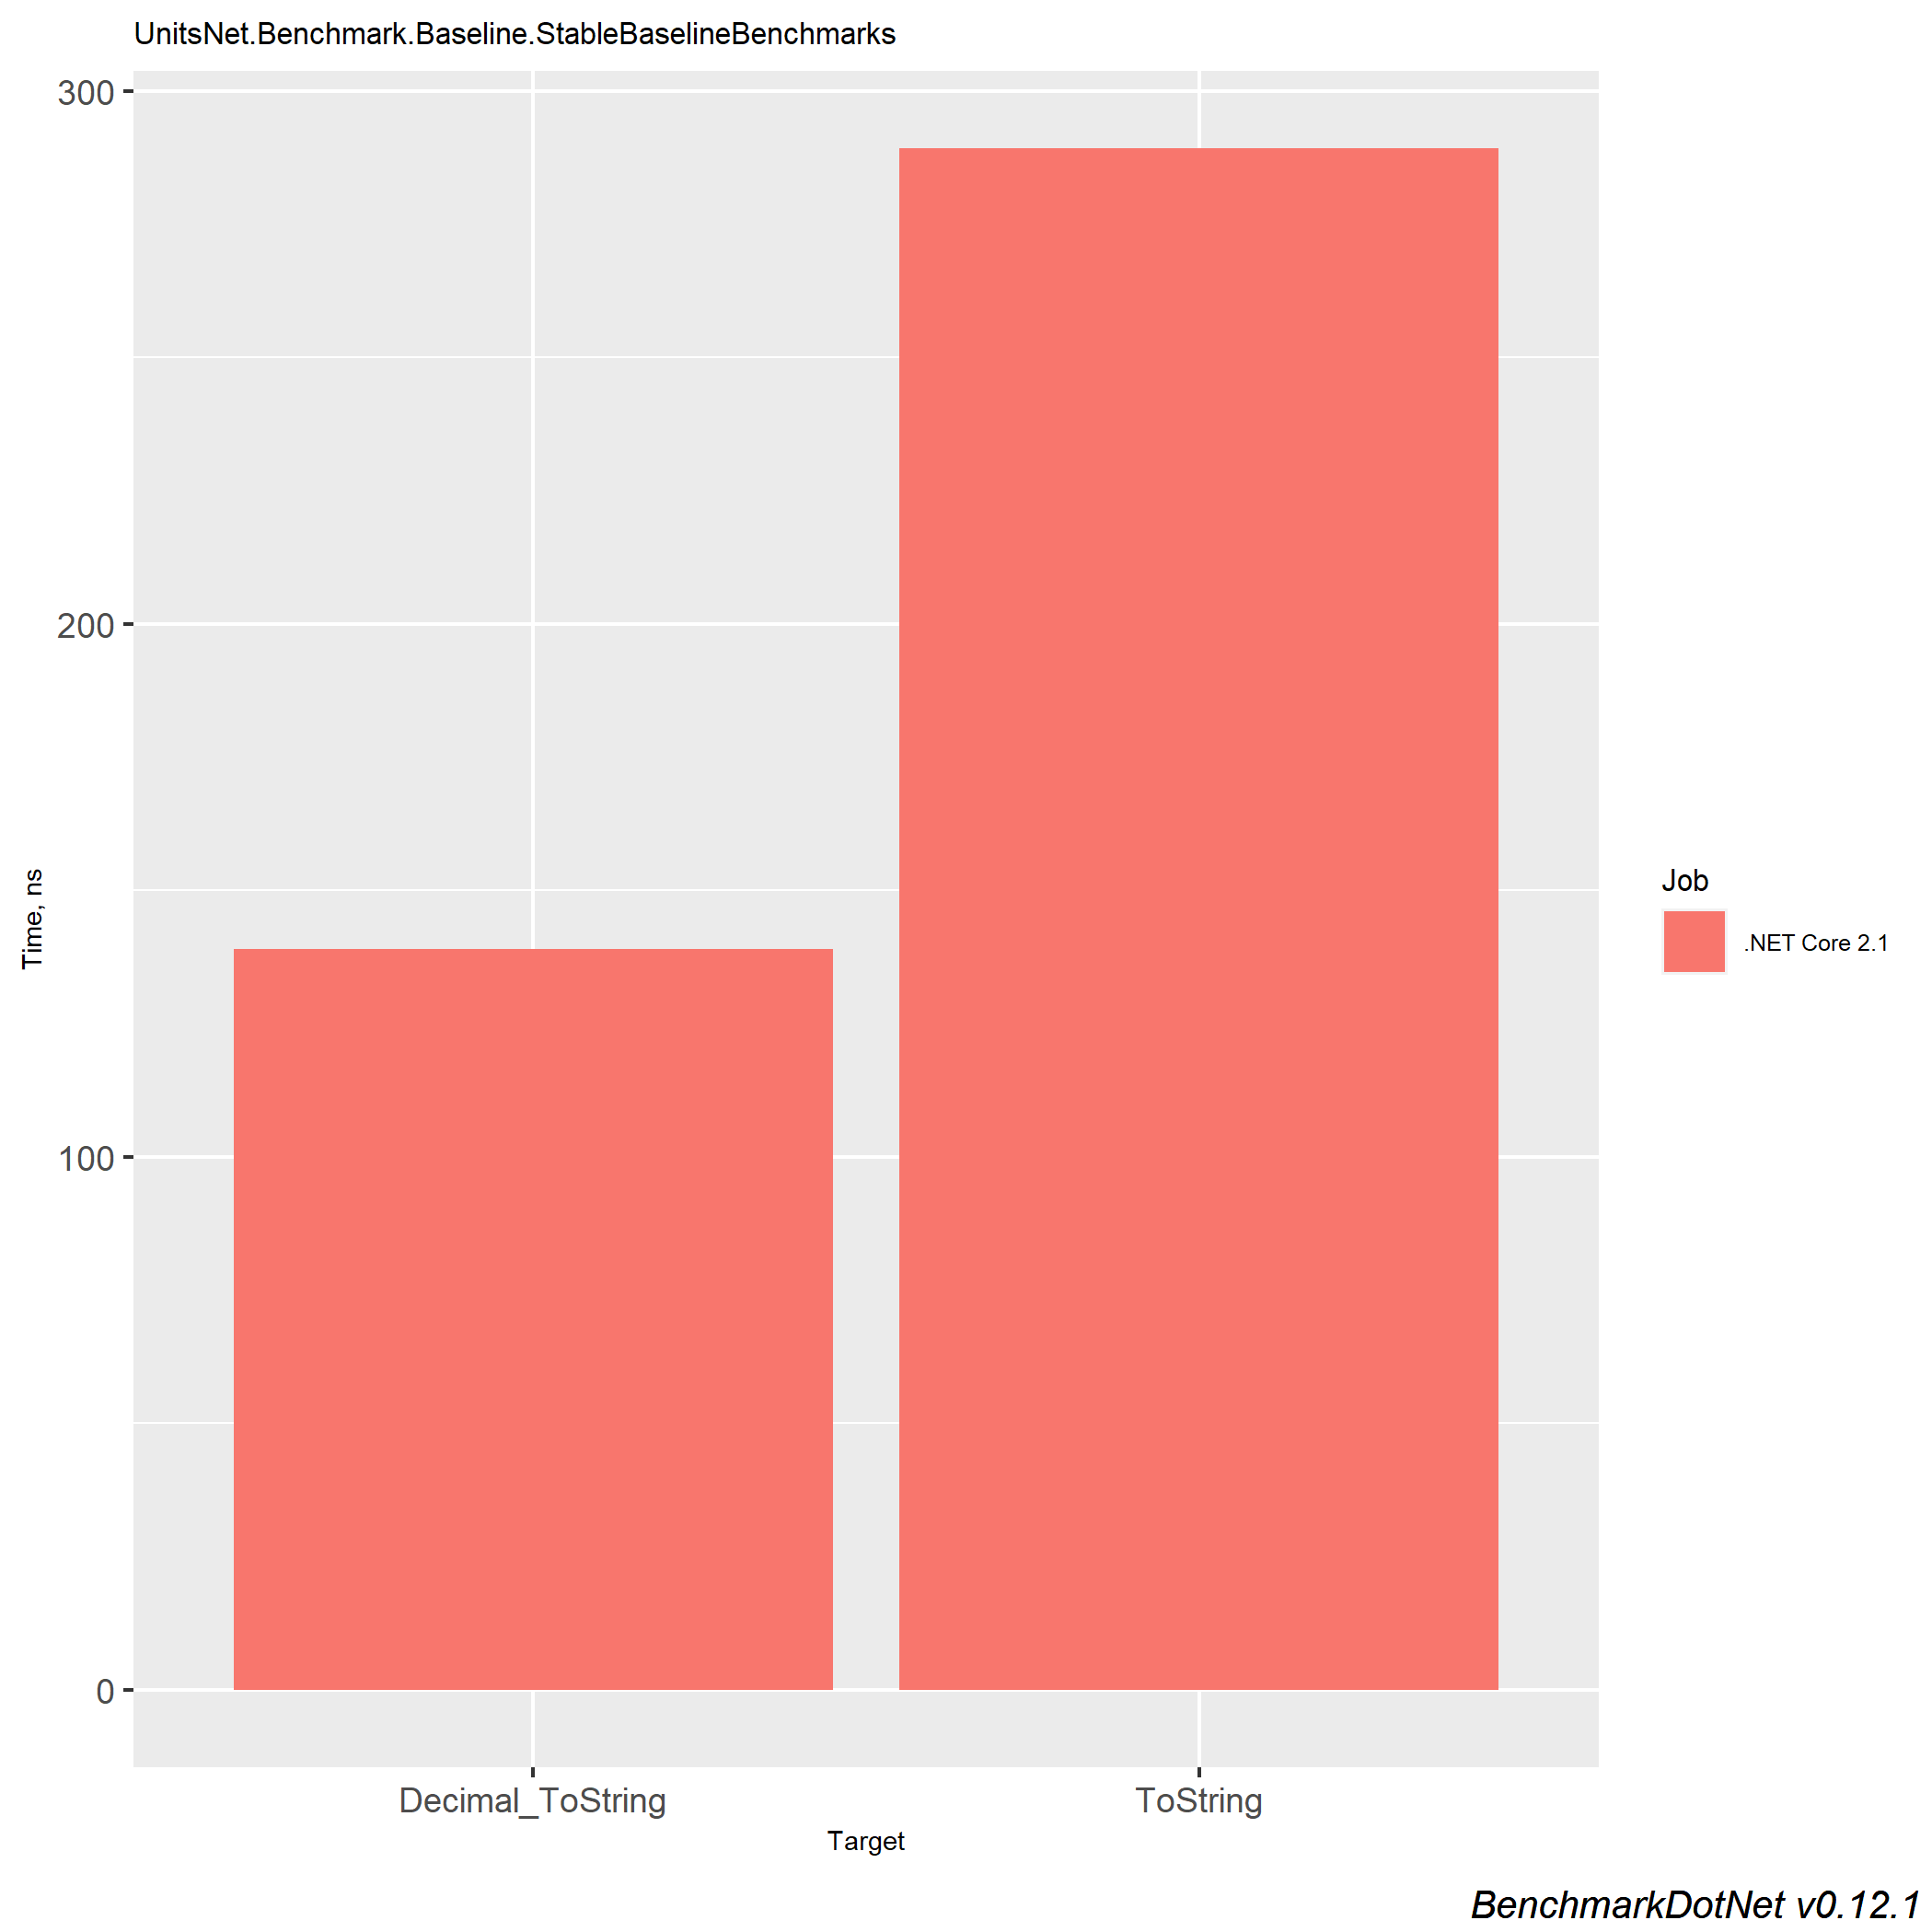 UnitsNet.Benchmark.Baseline.StableBaselineBenchmarks
300
200
100
0
Time, ns
Decimal_ToString
ToString
Target
Job
.NET Core 2.1
BenchmarkDotNet v0.12.1